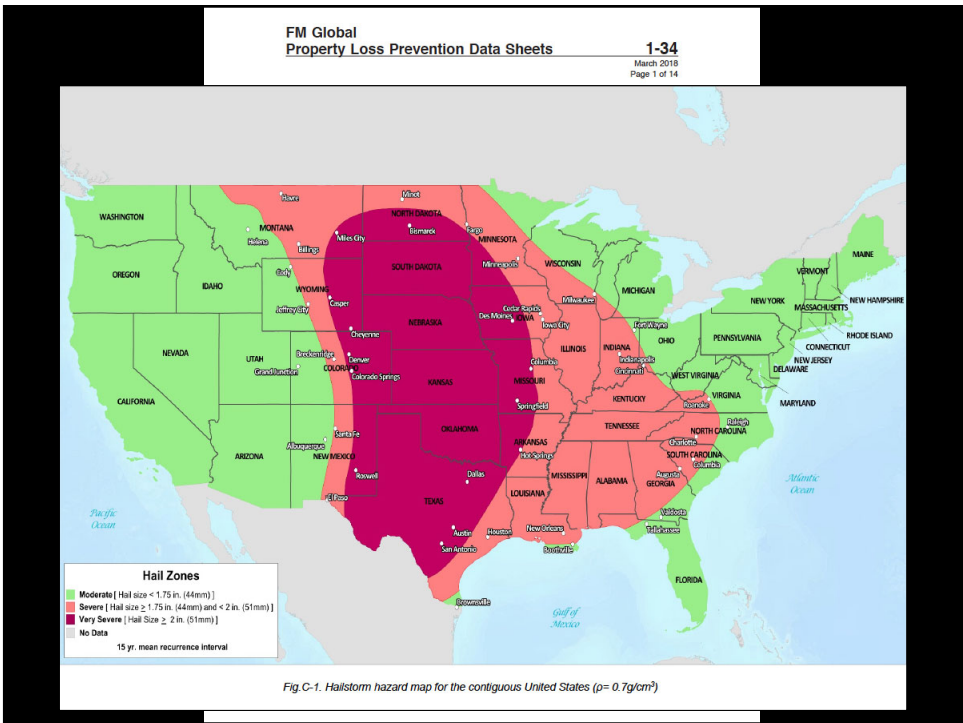 FM Global
Property Loss Prevention Data Sheets
1-34
March 2018
Page 1 of 14
WASHINGTON
OREGON
IDAHO
NEVADA
CALIFORNIA
UTAH
ARIZONA
MONTANA
Havre
Helena
Billings
Miles City
WYOMING
Cody
Casper
Jeffrey City
Cheyenne
COLORADO
Breckenridge
Denver
Grand Junction
Colorado Springs
NEW MEXICO
Santa Fe
Albuquerque
Roswell
El Paso
NORTH DAKOTA
Minot
Bismarck
Fargo
SOUTH DAKOTA
NEBRASKA
KANSAS
OKLAHOMA
TEXAS
Dallas
Austin
San Antonio
Houston
Brownsville
MINNESOTA
Minneapolis
IOWA
Cedar Rapids
Des Moines
Iowa City
MISSOURI
Columbia
Springfield
ARKANSAS
Hot Springs
LOUISIANA
New Orleans
Boothville
WISCONSIN
Milwaukee
MICHIGAN
ILLINOIS
INDIANA
Fort Wayne
Indianapolis
OHIO
Cincinnati
KENTUCKY
TENNESSEE
MISSISSIPPI
ALABAMA
GEORGIA
Augusta
Valdosta
Tallahassee
FLORIDA
SOUTH CAROLINA
Columbia
NORTH CAROLINA
Charlotte
Raleigh
VIRGINIA
Roanoke
WEST VIRGINIA
PENNSYLVANIA
NEW YORK
VERMONT
MAINE
NEW HAMPSHIRE
MASSACHUSETTS
RHODE ISLAND
CONNECTICUT
NEW JERSEY
DELAWARE
MARYLAND
Pacific
Ocean
Atlantic
Ocean
Gulf of
Mexico
Hail Zones
Moderate [ Hail size < 1.75 in. (44mm) ]
Severe [ Hail size ≥ 1.75 in. (44mm) and < 2 in. (51mm) ]
Very Severe [ Hail Size ≥ 2 in. (51mm) ]
No Data
15 yr. mean recurrence interval
Fig.C-1. Hailstorm hazard map for the contiguous United States (ρ= 0.7g/cm³)